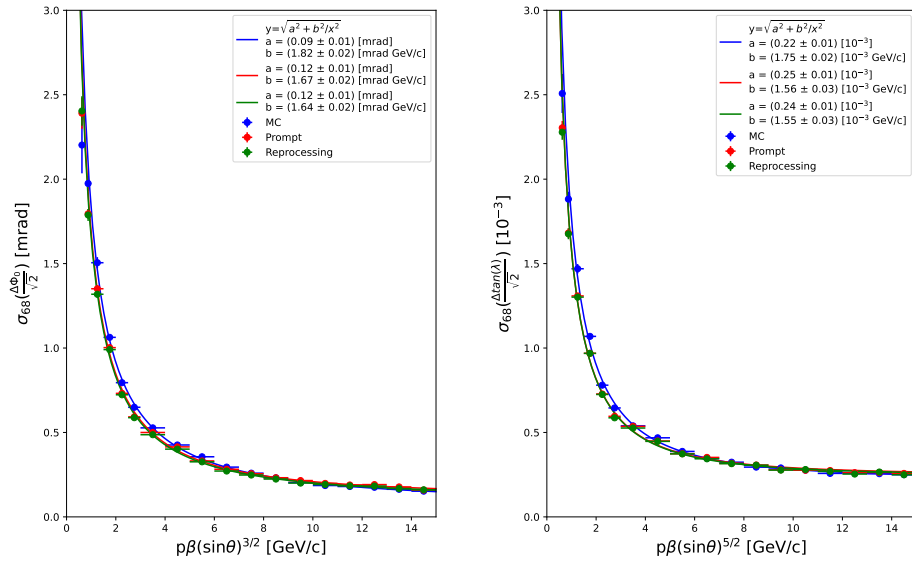 3.0
2.5
2.0
1.5
1.0
0.5
0.0
σ68(ΔΦ0/√2) [mrad]
y=√a² + b²/x²
a = (0.09 ± 0.01) [mrad]
b = (1.82 ± 0.02) [mrad GeV/c]
a = (0.12 ± 0.01) [mrad]
b = (1.67 ± 0.02) [mrad GeV/c]
a = (0.12 ± 0.01) [mrad]
b = (1.64 ± 0.02) [mrad GeV/c]
MC
Prompt
Reprocessing
0 2 4 6 8 10 12 14
pβ(sinθ)^3/2 [GeV/c]
3.0
2.5
2.0
1.5
1.0
0.5
0.0
σ68(Δtan(λ)/√2) [10⁻³]
y=√a² + b²/x²
a = (0.22 ± 0.01) [10⁻³]
b = (1.75 ± 0.02) [10⁻³ GeV/c]
a = (0.25 ± 0.01) [10⁻³]
b = (1.56 ± 0.03) [10⁻³ GeV/c]
a = (0.24 ± 0.01) [10⁻³]
b = (1.55 ± 0.03) [10⁻³ GeV/c]
MC
Prompt
Reprocessing
0 2 4 6 8 10 12 14
pβ(sinθ)^5/2 [GeV/c]